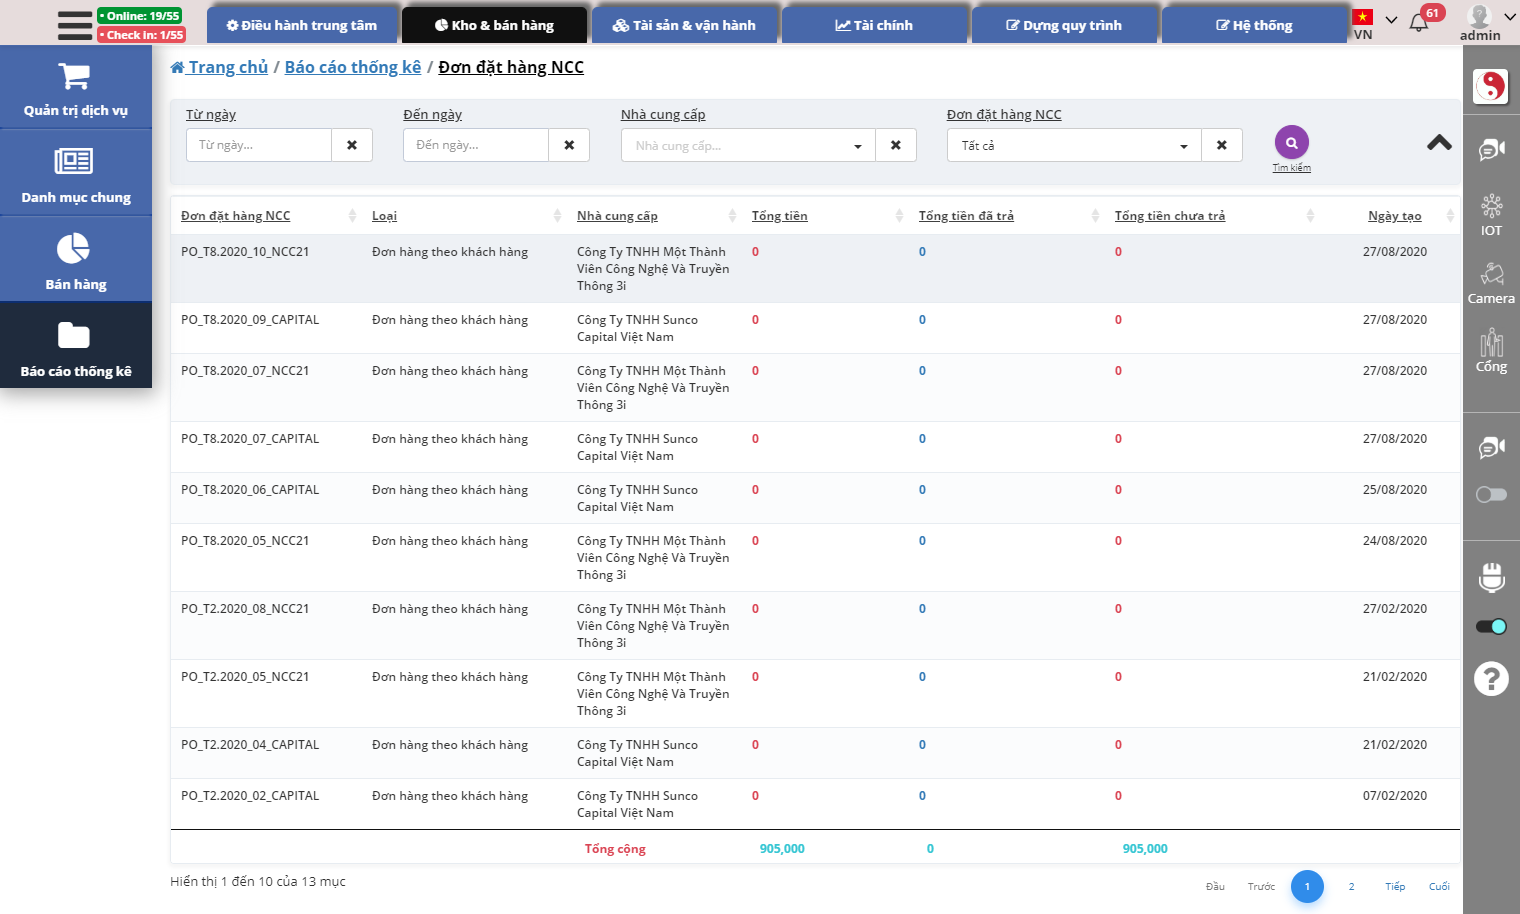 • Online: 19/55
• Check in: 1/55
Điều hành trung tâm
Kho & bán hàng
Tài sản & vận hành
Tài chính
Dựng quy trình
Hệ thống
VN
61
admin
Quản trị dịch vụ
Danh mục chung
Bán hàng
Báo cáo thống kê
Trang chủ / Báo cáo thống kê / Đơn đặt hàng NCC
Từ ngày
Đến ngày
Nhà cung cấp
Đơn đặt hàng NCC
Từ ngày...
Đến ngày...
Nhà cung cấp...
Tất cả
Tìm kiếm
Đơn đặt hàng NCC Loại Nhà cung cấp Tổng tiền Tổng tiền đã trả Tổng tiền chưa trả Ngày tạo
PO_T8.2020_10_NCC21 Đơn hàng theo khách hàng Công Ty TNHH Một Thành 0 0 0 27/08/2020
Viên Công Nghệ Và Truyền
Thông 3i
PO_T8.2020_09_CAPITAL Đơn hàng theo khách hàng Công Ty TNHH Sunco 0 0 0 27/08/2020
Capital Việt Nam
PO_T8.2020_07_NCC21 Đơn hàng theo khách hàng Công Ty TNHH Một Thành 0 0 0 27/08/2020
Viên Công Nghệ Và Truyền
Thông 3i
PO_T8.2020_07_CAPITAL Đơn hàng theo khách hàng Công Ty TNHH Sunco 0 0 0 27/08/2020
Capital Việt Nam
PO_T8.2020_06_CAPITAL Đơn hàng theo khách hàng Công Ty TNHH Sunco 0 0 0 25/08/2020
Capital Việt Nam
PO_T8.2020_05_NCC21 Đơn hàng theo khách hàng Công Ty TNHH Một Thành 0 0 0 24/08/2020
Viên Công Nghệ Và Truyền
Thông 3i
PO_T2.2020_08_NCC21 Đơn hàng theo khách hàng Công Ty TNHH Một Thành 0 0 0 27/02/2020
Viên Công Nghệ Và Truyền
Thông 3i
PO_T2.2020_05_NCC21 Đơn hàng theo khách hàng Công Ty TNHH Một Thành 0 0 0 21/02/2020
Viên Công Nghệ Và Truyền
Thông 3i
PO_T2.2020_04_CAPITAL Đơn hàng theo khách hàng Công Ty TNHH Sunco 0 0 0 21/02/2020
Capital Việt Nam
PO_T2.2020_02_CAPITAL Đơn hàng theo khách hàng Công Ty TNHH Sunco 0 0 0 07/02/2020
Capital Việt Nam
Tổng cộng 905,000 0 905,000
Hiển thị 1 đến 10 của 13 mục
Đầu Trước 1 2 Tiếp Cuối
IOT
Camera
Cổng